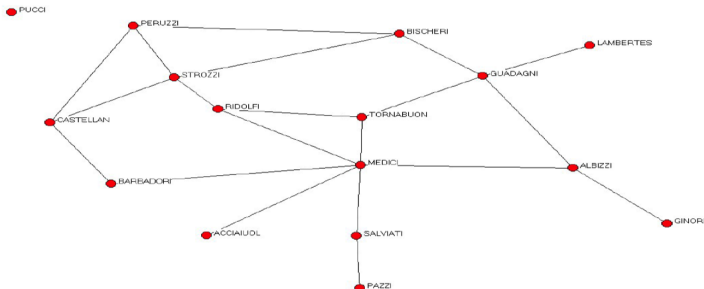 PUCCI
PERUZZI
BISCHERI
LAMBERTES
STROZZI
GUADAGNI
RIDOLFI
TORNABUON
CASTELLAN
MEDICI
ALBIZZI
BARBADORI
GINORI
ACCIAIUOL
SALVIATI
PAZZI